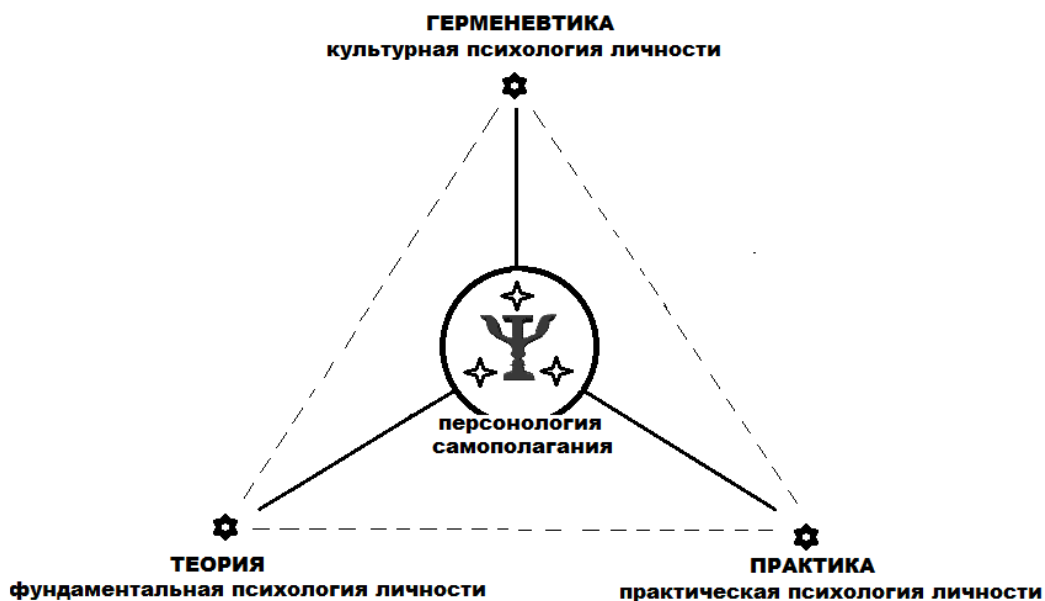 ГЕРМЕНЕВТИКА
культурная психология личности
персонология
самополагания
ТЕОРИЯ
фундаментальная психология личности
ПРАКТИКА
практическая психология личности